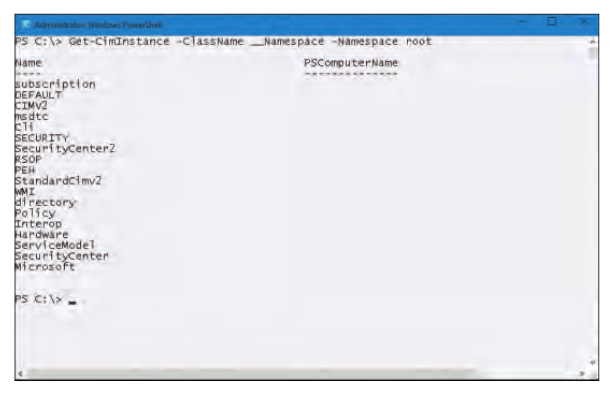 Administrator: Windows PowerShell
PS C:\> Get-CimInstance -ClassName __Namespace -Namespace root
Name PSComputerName
---- --------------
subscription
DEFAULT
CIMV2
msdtc
Cli
SECURITY
SecurityCenter2
RSOP
PEH
StandardCimv2
WMI
directory
Policy
Interop
Hardware
ServiceModel
SecurityCenter
Microsoft
PS C:\> _